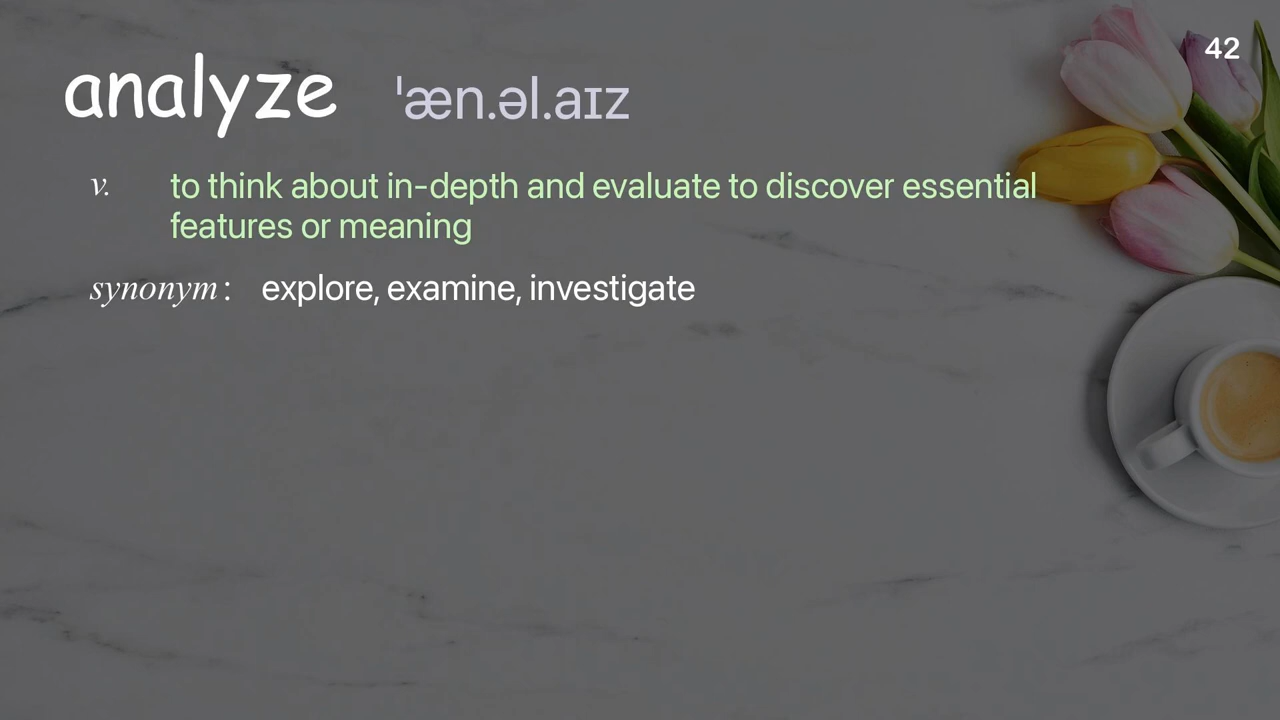 42
analyze ˈæn.əl.aɪz
v. to think about in-depth and evaluate to discover essential
features or meaning
synonym: explore, examine, investigate